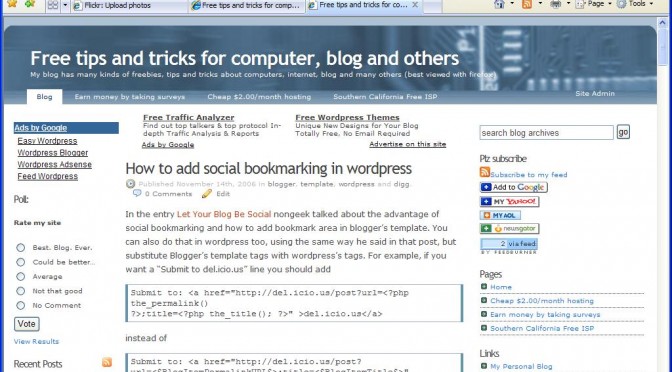 Flickr: Upload photos
Free tips and tricks for comp...
Free tips and tricks for co...
Page
Tools
Free tips and tricks for computer, blog and others
My blog has many kinds of freebies, tips and tricks about computers, internet, blog and many others (best viewed with firefox)
Blog
Earn money by taking surveys
Cheap $2.00/month hosting
Southern California Free ISP
Site Admin
Ads by Google
Easy Wordpress
Wordpress Blogger
Wordpress Adsense
Feed Wordpress
Poll:
Rate my site
Best. Blog. Ever.
Could be better...
Average
Not that good
No Comment
Vote
View Results
Recent Posts
Free Traffic Analyzer
Find out top talkers & top protocol In-
depth Traffic Analysis & Reports
Free Wordpress Themes
Unique New Designs for Your Blog
Totally Free, No Email Required
Ads by Google
Advertise on this site
How to add social bookmarking in wordpress
Published November 14th, 2006 in blogger, template, wordpress and digg.
0 Comments
Edit
In the entry Let Your Blog Be Social nongeek talked about the advantage of
social bookmarking and how to add bookmark area in blogger's template. You
can also do that in wordpress too, using the same way he said in that post, but
substitute Blogger's template tags with wordpress's tags. For example, if you
want a "Submit to del.icio.us" line you should add
Submit to: <a href="http://del.icio.us/post?url=<?php
the_permalink()
?>;title=<?php the_title(); ?>" >del.icio.us</a>
instead of
Submit to: <a href="http://del.icio.us/post?
url=<$BlogItemPermalinkURL$>;title=<$BlogItemTitle$>"
search blog archives
go
Plz subscribe
Subscribe to my feed
Add to Google
MY YAHOO!
MY AOL
newsgator
2 via feed
BY FEEDBURNER
Pages
Home
Cheap $2.00/month hosting
Earn money by taking surveys
Southern California Free ISP
Links
My Personal Blog